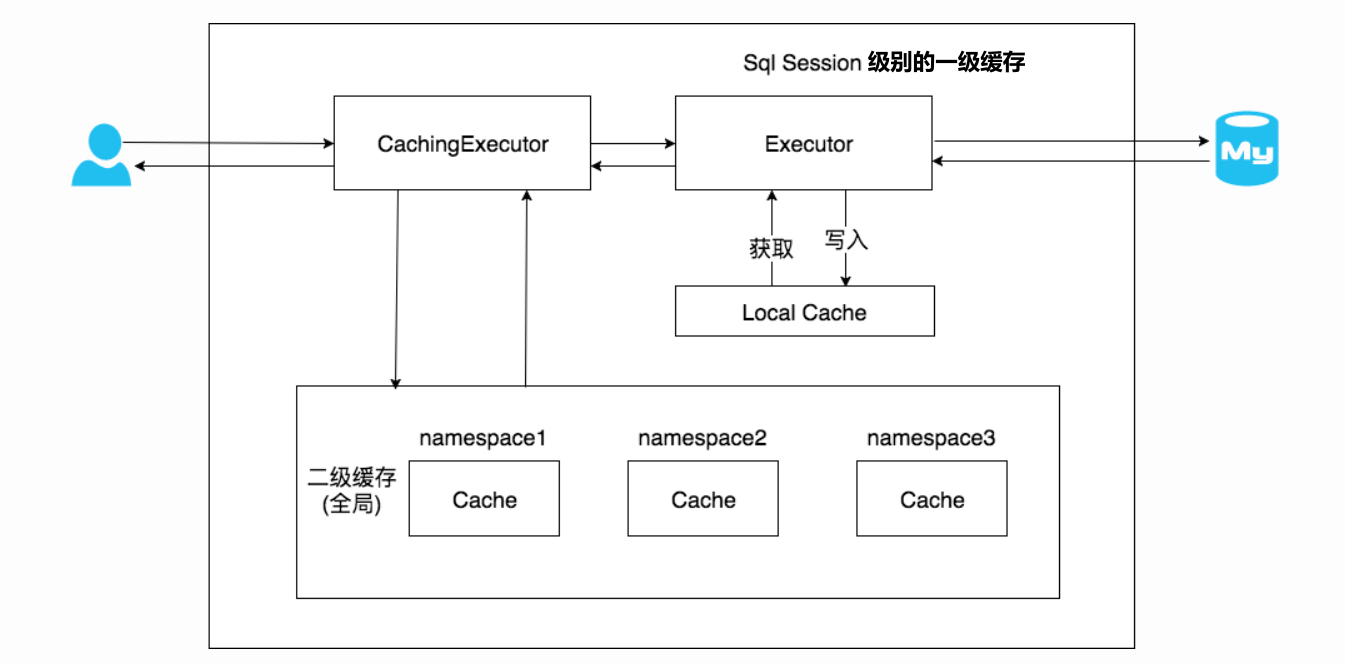 Sql Session 级别的一级缓存
CachingExecutor
Executor
My
获取
写入
Local Cache
namespace1
namespace2
namespace3
二级缓存
(全局)
Cache
Cache
Cache